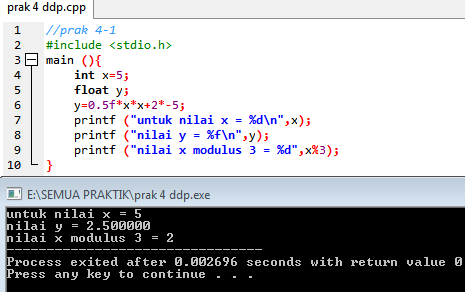 prak 4 ddp.cpp
1 //prak 4-1
2 #include <stdio.h>
3 main (){
4 int x=5;
5 float y;
6 y=0.5f*x*x+2*-5;
7 printf ("untuk nilai x = %d\n",x);
8 printf ("nilai y = %f\n",y);
9 printf ("nilai x modulus 3 = %d",x%3);
10 }
E:\SEMUA PRAKTIK\prak 4 ddp.exe
untuk nilai x = 5
nilai y = 2.500000
nilai x modulus 3 = 2
--------------------------------
Process exited after 0.002696 seconds with return value 0
Press any key to continue . . .